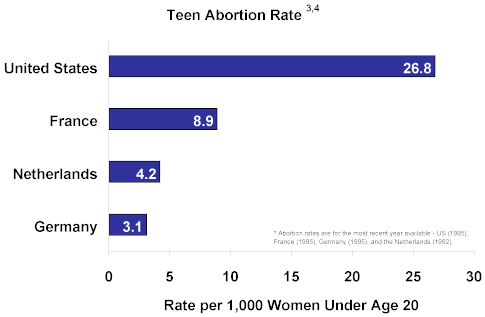 Teen Abortion Rate 3,4
United States 26.8
France 8.9
Netherlands 4.2
Germany 3.1
* Abortion rates are for the most recent year available - US (1995),
France (1995), Germany (1995), and the Netherlands (1992).
0 5 10 15 20 25 30
Rate per 1,000 Women Under Age 20